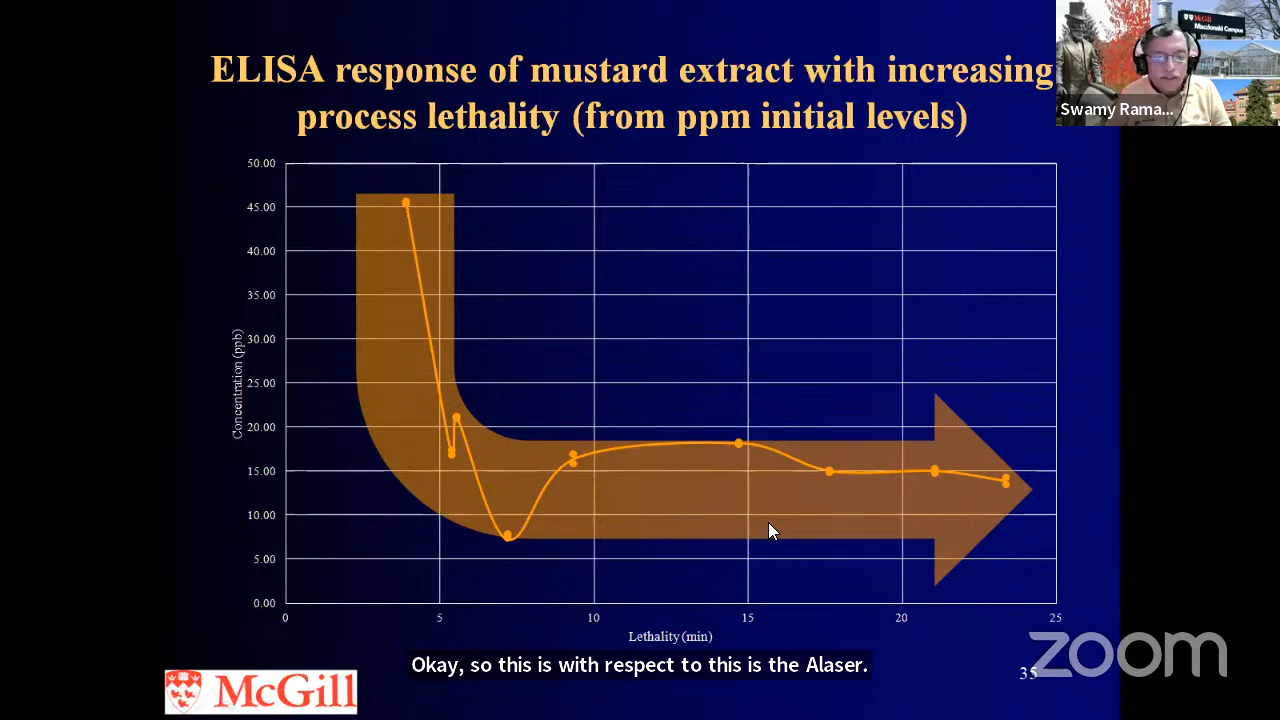 ELISA response of mustard extract with increasing
process lethality (from ppm initial levels)
McGill
Macdonald Campus
Swamy Rama...
50.00
45.00
40.00
35.00
30.00
25.00
20.00
15.00
10.00
5.00
0.00
Concentration (ppb)
0 5 10 15 20 25
Lethality (min)
Okay, so this is with respect to this is the Alaser.
McGill
35
zoom